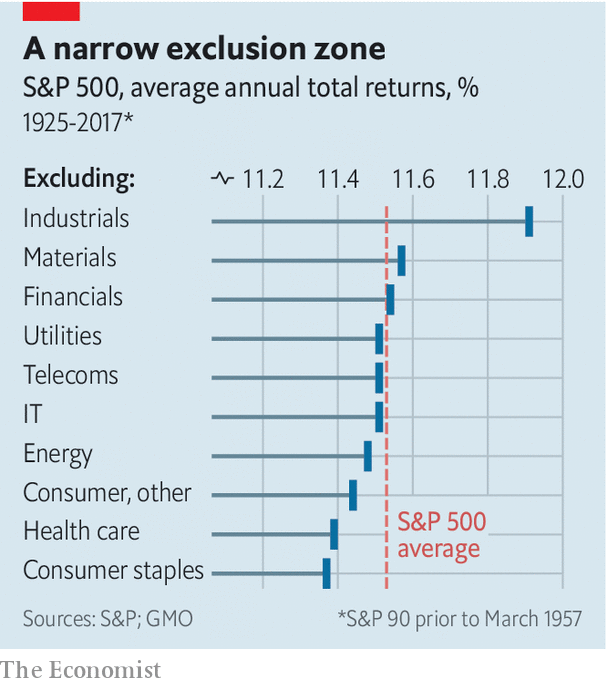 A narrow exclusion zone
S&P 500, average annual total returns, %
1925-2017*
Excluding: 11.2 11.4 11.6 11.8 12.0
Industrials
Materials
Financials
Utilities
Telecoms
IT
Energy
Consumer, other
Health care
Consumer staples
S&P 500
average
Sources: S&P; GMO *S&P 90 prior to March 1957
The Economist